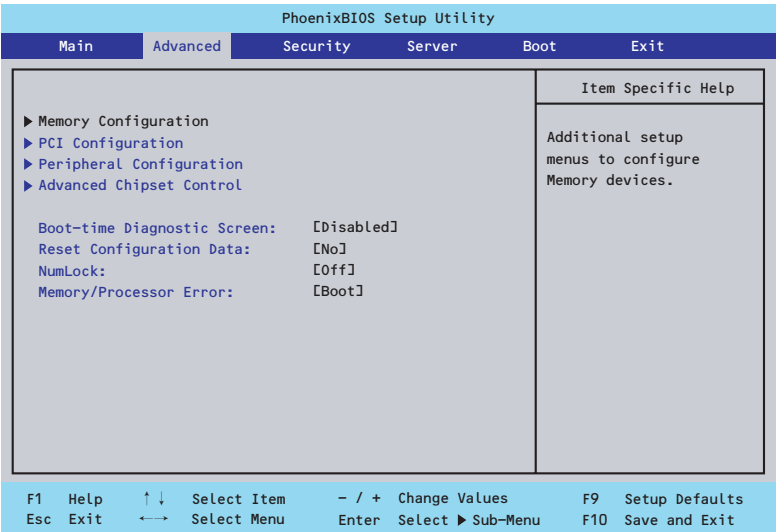 PhoenixBIOS Setup Utility
Main Advanced Security Server Boot Exit
Item Specific Help
▶ Memory Configuration
▶ PCI Configuration
▶ Peripheral Configuration
▶ Advanced Chipset Control
Additional setup
menus to configure
Memory devices.
Boot-time Diagnostic Screen: [Disabled]
Reset Configuration Data: [No]
NumLock: [Off]
Memory/Processor Error: [Boot]
F1 Help ↑↓ Select Item - / + Change Values F9 Setup Defaults
Esc Exit ←→ Select Menu Enter Select ▶ Sub-Menu F10 Save and Exit